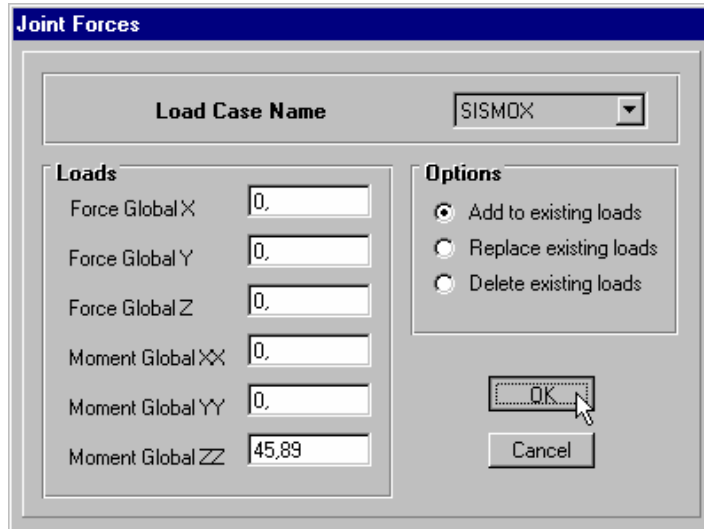 Joint Forces
Load Case Name
SISMOX
Loads
Force Global X
0,
Force Global Y
0,
Force Global Z
0,
Moment Global XX
0,
Moment Global YY
0,
Moment Global ZZ
45,89
Options
Add to existing loads
Replace existing loads
Delete existing loads
OK
Cancel